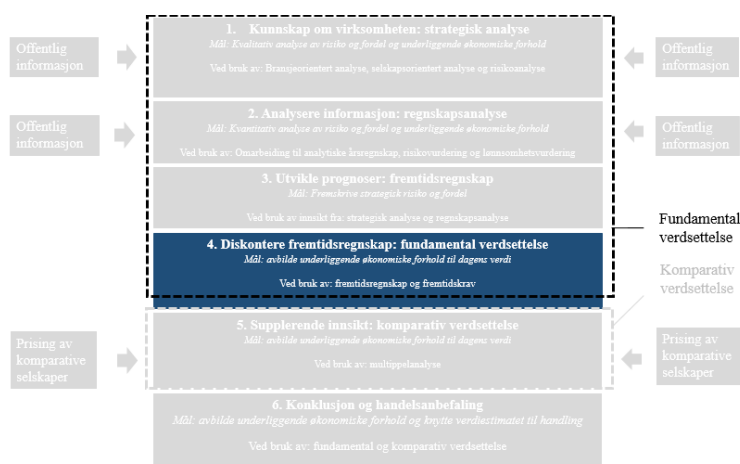 1. Kunnskap om virksomheten: strategisk analyse
Mål: Kvalitativ analyse av risiko og fordel og underliggende økonomiske forhold
Ved bruk av: Bransjeorientert analyse, selskapsorientert analyse og risikoanalyse
Offentlig
informasjon
Offentlig
informasjon
2. Analysere informasjon: regnskapsanalyse
Mål: Kvantitativ analyse av risiko og fordel og underliggende økonomiske forhold
Ved bruk av: Omarbeiding til analytiske årsregnskap, risikovurdering og lønnsomhetsvurdering
Offentlig
informasjon
Offentlig
informasjon
3. Utvikle prognoser: fremtidsregnskap
Mål: Fremskrive strategisk risiko og fordel
Ved bruk av innsikt fra: strategisk analyse og regnskapsanalyse
Fundamental
verdsettelse
4. Diskontere fremtidsregnskap: fundamental verdsettelse
Mål: avbilde underliggende økonomiske forhold til dagens verdi
Ved bruk av: fremtidsregnskap og fremtidskrav
Komparativ
verdsettelse
5. Supplerende innsikt: komparativ verdsettelse
Mål: avbilde underliggende økonomiske forhold til dagens verdi
Ved bruk av: multippelanalyse
Prising av
komparative
selskaper
Prising av
komparative
selskaper
6. Konklusjon og handelsanbefaling
Mål: avbilde underliggende økonomiske forhold og knytte verdiestimatet til handling
Ved bruk av: fundamental og komparativ verdsettelse